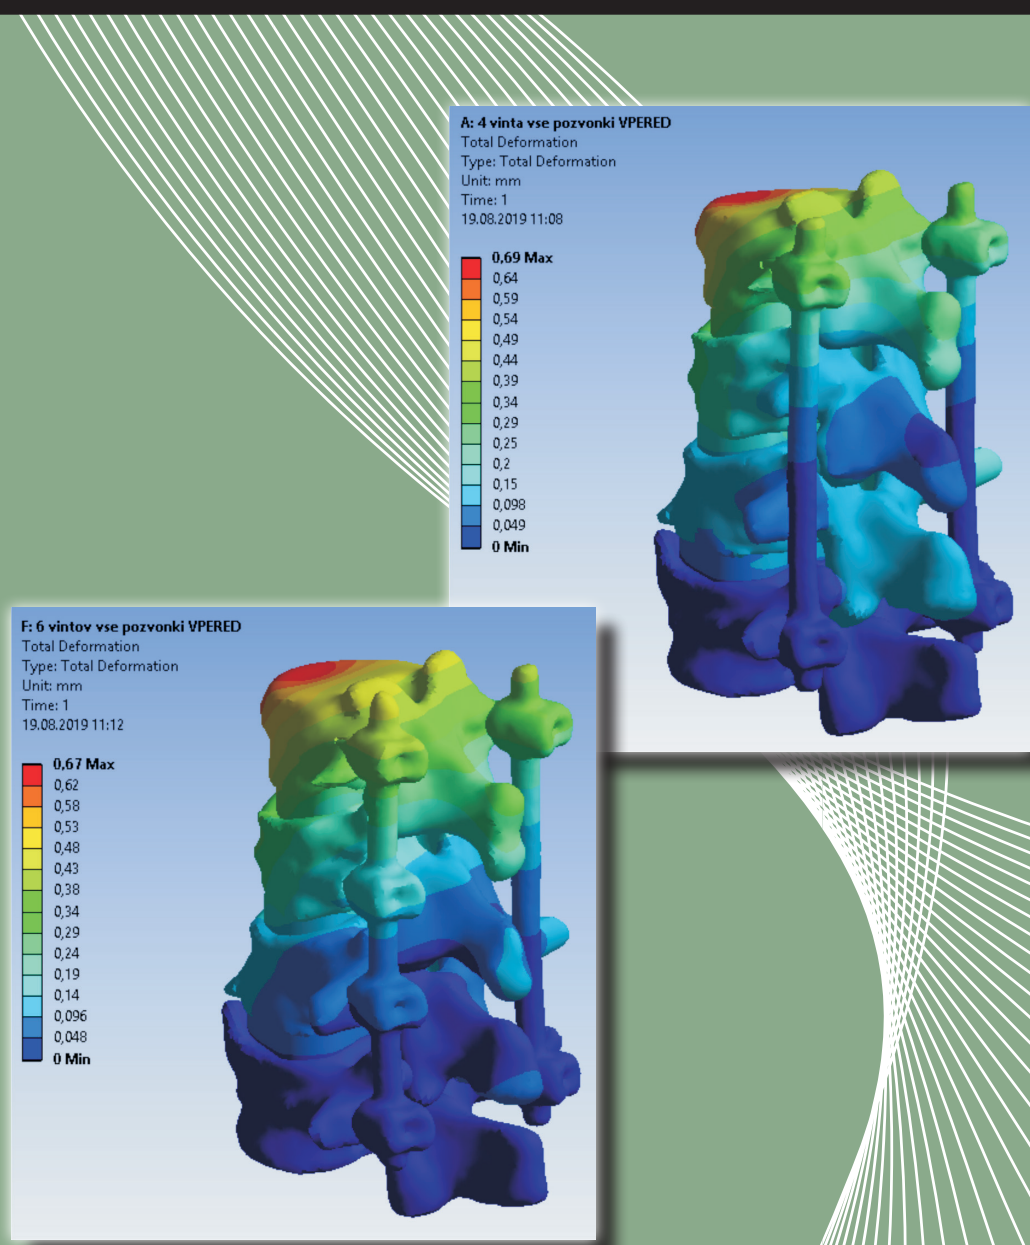 A: 4 vinta vse pozvonki VPERED
Total Deformation
Type: Total Deformation
Unit: mm
Time: 1
19.08.2019 11:08
0,69 Max
0,64
0,59
0,54
0,49
0,44
0,39
0,34
0,29
0,25
0,2
0,15
0,098
0,049
0 Min
F: 6 vintov vse pozvonki VPERED
Total Deformation
Type: Total Deformation
Unit: mm
Time: 1
19.08.2019 11:12
0,67 Max
0,62
0,58
0,53
0,48
0,43
0,38
0,34
0,29
0,24
0,19
0,14
0,096
0,048
0 Min